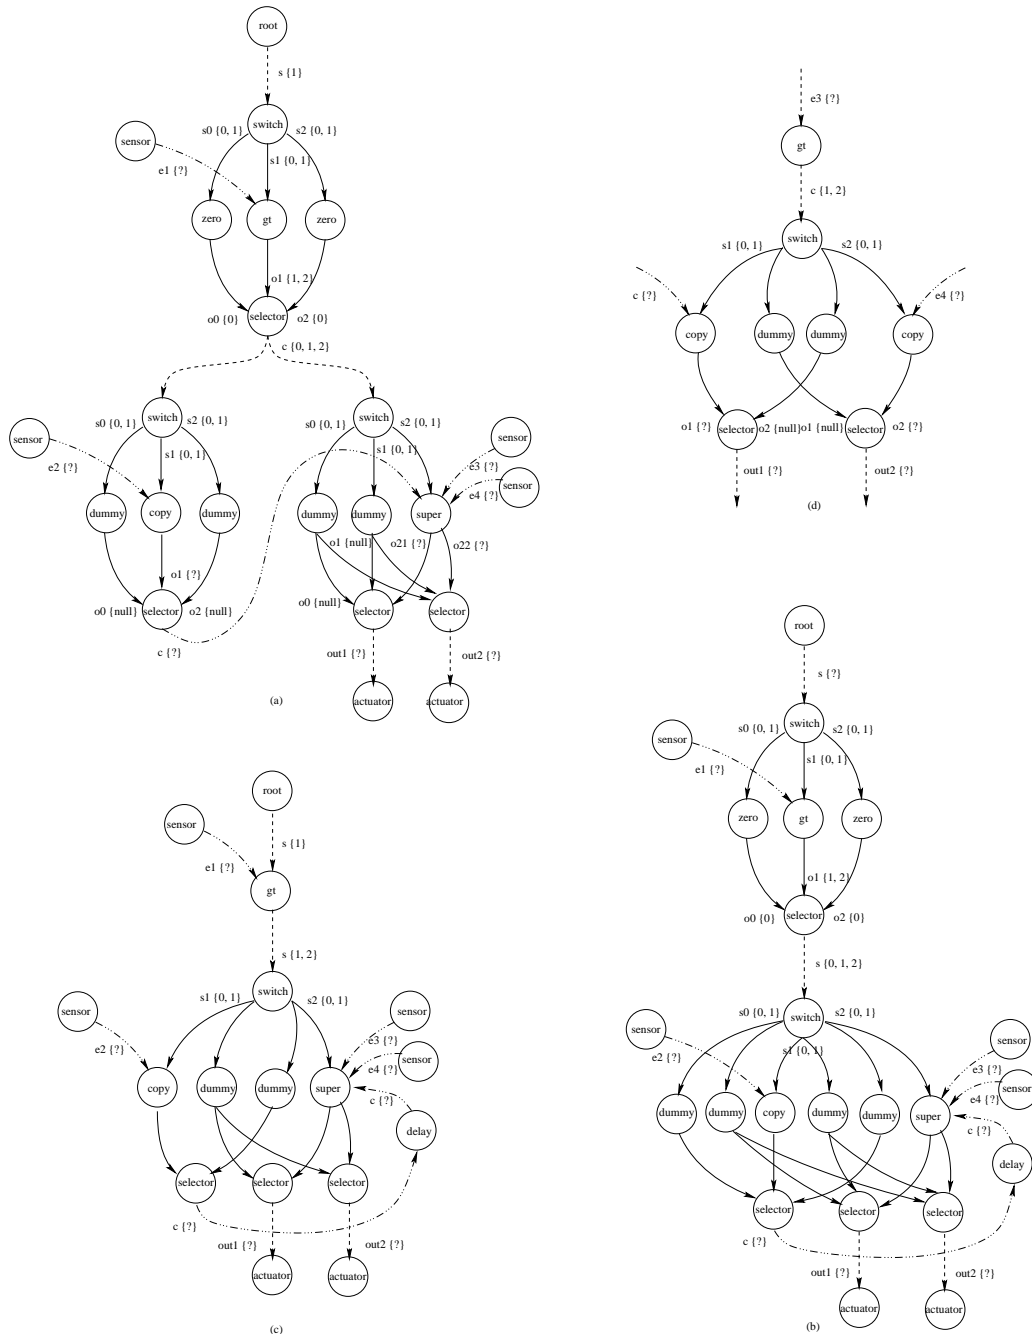 root
s {1}
switch
s0 {0, 1}
s2 {0, 1}
sensor
s1 {0, 1}
e1 {?}
zero
gt
zero
o1 {1, 2}
o0 {0}
selector
o2 {0}
c {0, 1, 2}
switch
switch
s0 {0, 1}
s2 {0, 1}
s0 {0, 1}
s2 {0, 1}
sensor
s1 {0, 1}
s1 {0, 1}
sensor
e2 {?}
e3 {?}
sensor
e4 {?}
dummy
copy
dummy
dummy
dummy
super
o1 {null}
o21 {?}
o22 {?}
o1 {?}
o0 {null}
selector
o2 {null}
o0 {null}
selector
selector
c {?}
out1 {?}
out2 {?}
actuator
actuator
(a)
e3 {?}
gt
c {1, 2}
switch
s1 {0, 1}
s2 {0, 1}
c {?}
e4 {?}
copy
dummy
dummy
copy
o1 {?}
selector
o2 {null}
o1 {null}
selector
o2 {?}
out1 {?}
out2 {?}
(d)
root
sensor
s {1}
e1 {?}
gt
s {1, 2}
switch
s1 {0, 1}
s2 {0, 1}
sensor
sensor
e2 {?}
e3 {?}
sensor
e4 {?}
copy
dummy
dummy
super
c {?}
delay
selector
selector
selector
c {?}
out1 {?}
out2 {?}
actuator
actuator
(c)
root
s {?}
switch
s0 {0, 1}
s2 {0, 1}
sensor
s1 {0, 1}
e1 {?}
zero
gt
zero
o1 {1, 2}
o0 {0}
selector
o2 {0}
s {0, 1, 2}
switch
s0 {0, 1}
s2 {0, 1}
sensor
s1 {0, 1}
sensor
e2 {?}
e3 {?}
sensor
e4 {?}
dummy
dummy
copy
dummy
dummy
super
c {?}
delay
selector
selector
selector
c {?}
out1 {?}
out2 {?}
actuator
actuator
(b)